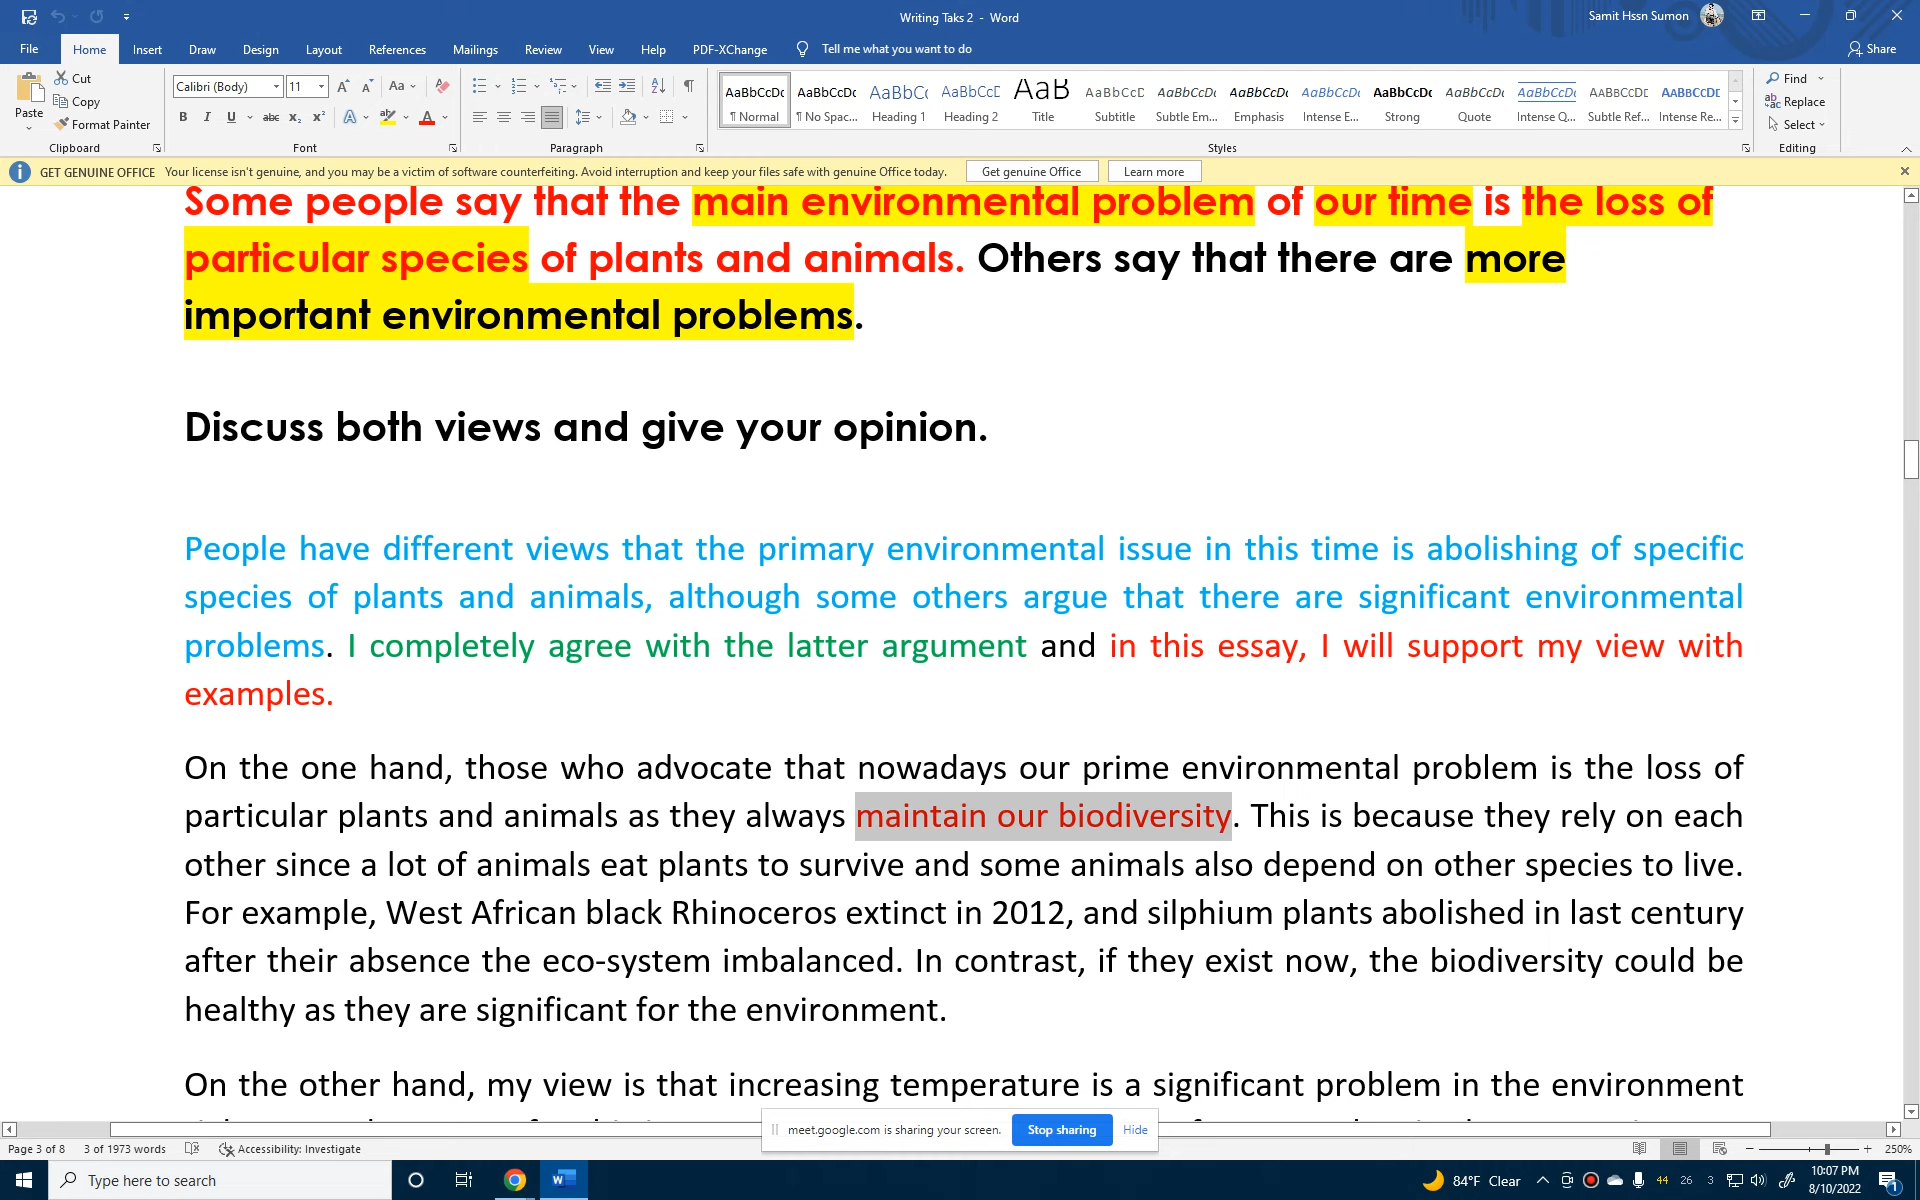 Writing Taks 2 - Word
Samit Hssn Sumon
File Home Insert Draw Design Layout References Mailings Review View Help PDF-XChange Tell me what you want to do
Share
Paste
Cut
Copy
Format Painter
Clipboard
Calibri (Body) 11
Font
Paragraph
AaBbCcDc AaBbCcDc AaBbCc AaBbCcD AaB AaBbCcD AaBbCcDc AaBbCcDc AaBbCcDc AaBbCcDc AaBbCcDc AaBbCcDc AaBbCcDc AaBbCcDc
¶ Normal ¶ No Spac... Heading 1 Heading 2 Title Subtitle Subtle Em... Emphasis Intense E... Strong Quote Intense Q... Subtle Ref... Intense Re...
Styles
Find
Replace
Select
Editing
GET GENUINE OFFICE Your license isn't genuine, and you may be a victim of software counterfeiting. Avoid interruption and keep your files safe with genuine Office today. Get genuine Office Learn more
Some people say that the main environmental problem of our time is the loss of
particular species of plants and animals. Others say that there are more
important environmental problems.
Discuss both views and give your opinion.
People have different views that the primary environmental issue in this time is abolishing of specific
species of plants and animals, although some others argue that there are significant environmental
problems. I completely agree with the latter argument and in this essay, I will support my view with
examples.
On the one hand, those who advocate that nowadays our prime environmental problem is the loss of
particular plants and animals as they always maintain our biodiversity. This is because they rely on each
other since a lot of animals eat plants to survive and some animals also depend on other species to live.
For example, West African black Rhinoceros extinct in 2012, and silphium plants abolished in last century
after their absence the eco-system imbalanced. In contrast, if they exist now, the biodiversity could be
healthy as they are significant for the environment.
On the other hand, my view is that increasing temperature is a significant problem in the environment
meet.google.com is sharing your screen. Stop sharing Hide
Page 3 of 8 3 of 1973 words Accessibility: Investigate 250%
Type here to search
84°F Clear 44 26 3
10:07 PM
8/10/2022
1